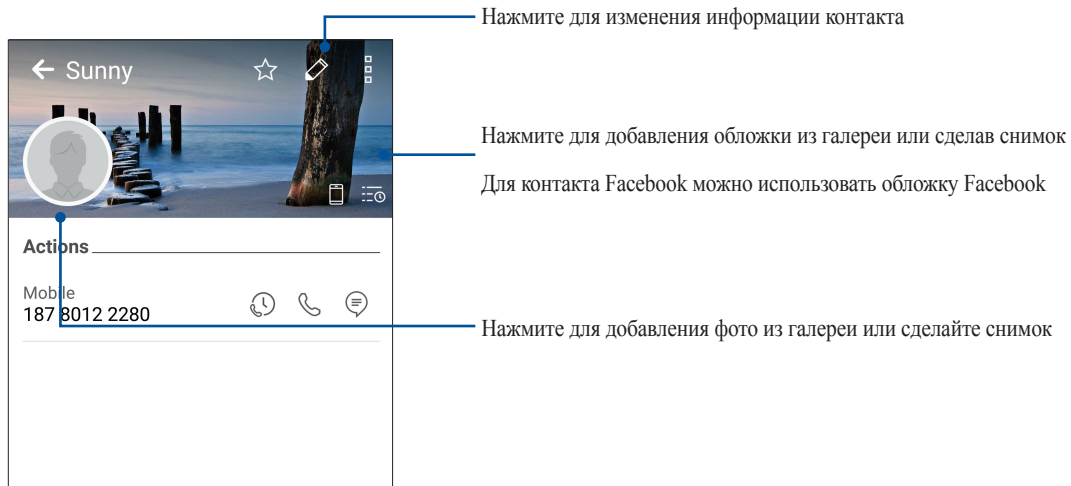 Нажмите для изменения информации контакта
Sunny
Нажмите для добавления обложки из галереи или сделав снимок
Для контакта Facebook можно использовать обложку Facebook
Actions
Mobile
187 8012 2280
Нажмите для добавления фото из галереи или сделайте снимок